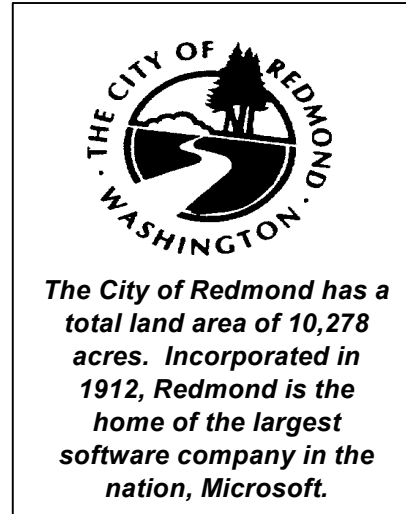 THE CITY OF REDMOND
WASHINGTON
The City of Redmond has a
total land area of 10,278
acres.  Incorporated in
1912, Redmond is the
home of the largest
software company in the
nation, Microsoft.